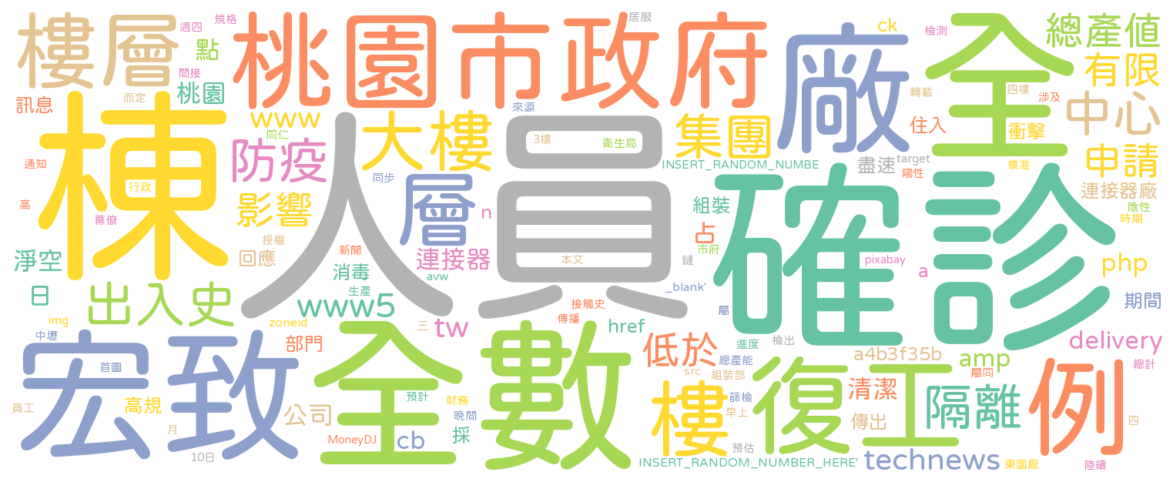 樓層 週四 規格 點 桃園市政府 居服 廠 ck 檢測 全 總產值
間接 桃園 有限
訊息 而定 www 來源 轉載 四樓 涉及 中心
棟 同仁 大樓 3樓 衛生局 集團 住入 衝擊
通知 防疫 INSERT_RANDOM_NUMBE 盡速 target 核准 申請
行政 人員 同步 確診 陽性 連接器廠
高 幕僚 影響 層 n 組裝 陰性 時期
授權 占
淨空 回應 新聞 連接器 本文 鏈 市府 pixabay a php
消毒 avw
日 出入史 生產 www5 接觸史 _blank' 屬 期間
img 中壢 zoneid 三 tw 傳播 href 進度 檢出 delivery
宏致 部門 全數 低於 a4b3f35b amp 總計
首圖 src 總產能 組裝部 屬同
高規 預計 財務 樓 篩檢 復工 清潔 隔離 例
員工 公司 晚間 早上 傳出 四
月 MoneyDJ cb 採 預估
10日 INSERT_RANDOM_NUMBER_HERE' technews 東園廠 陸續